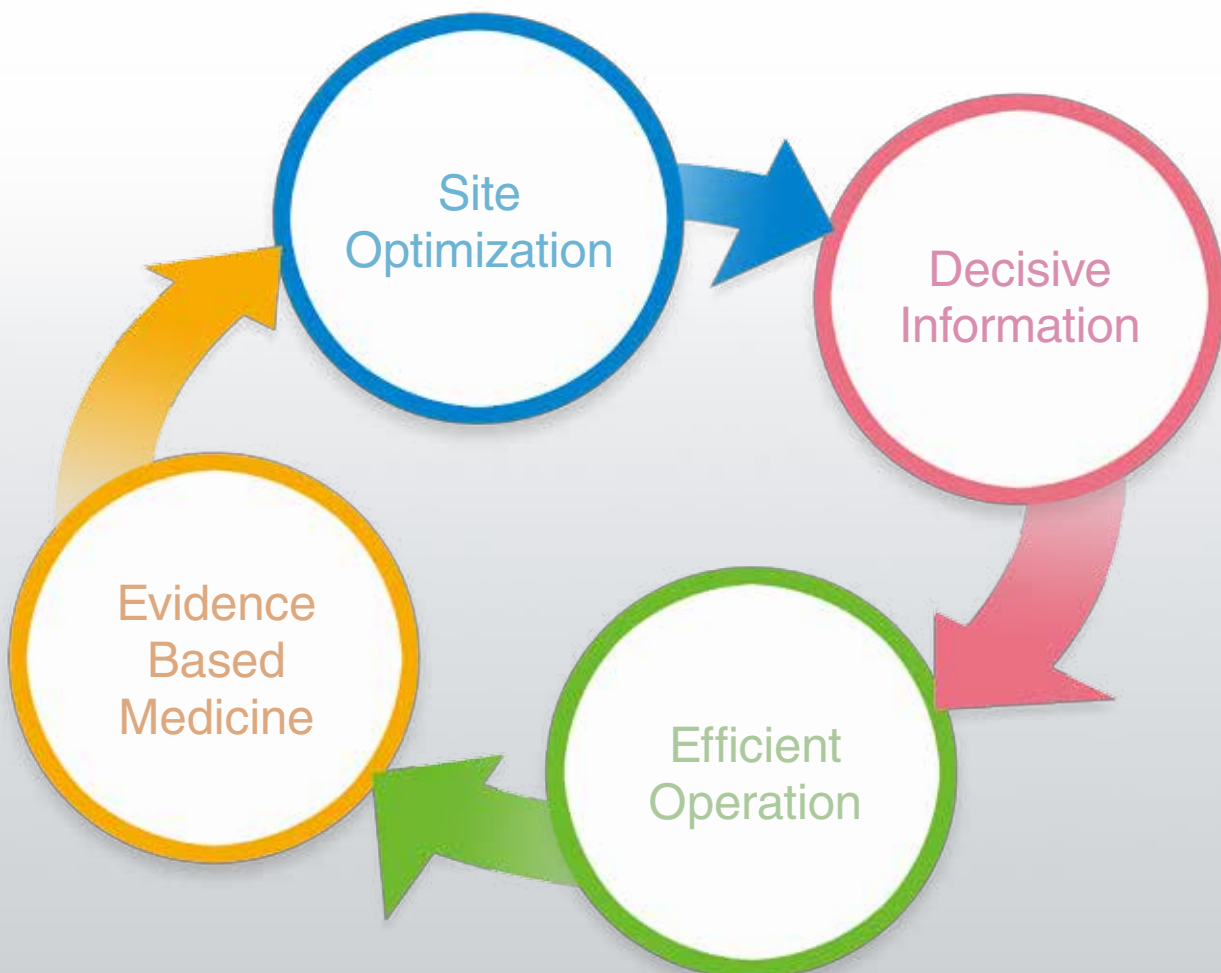 Site
Optimization
Decisive
Information
Efficient
Operation
Evidence
Based
Medicine